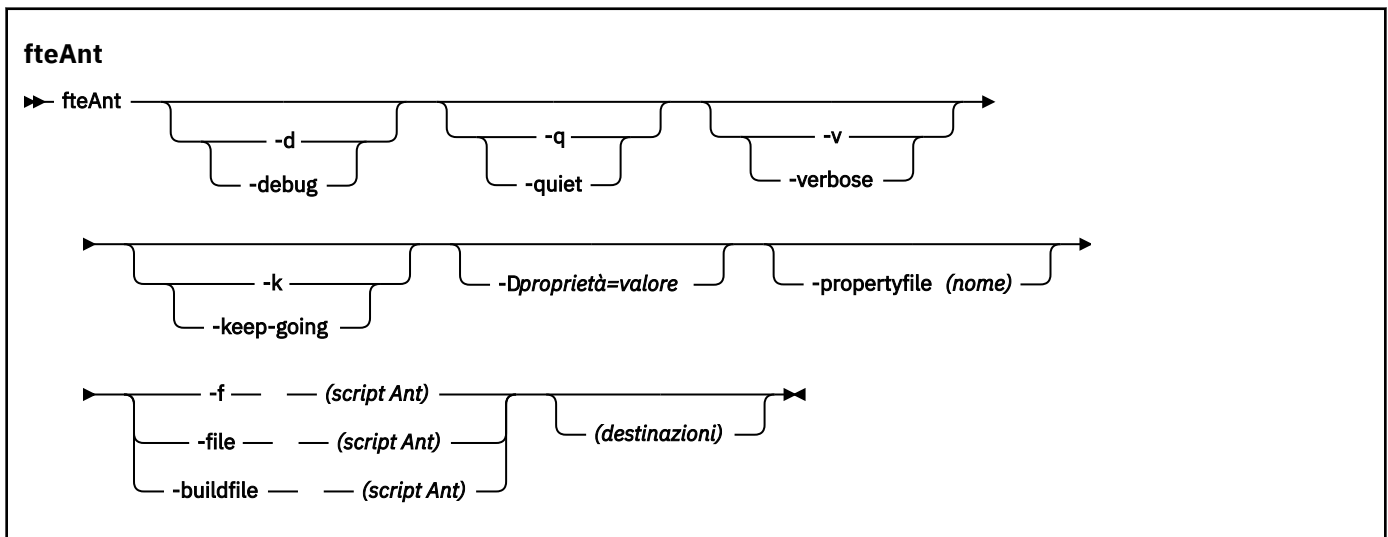 fteAnt
fteAnt
-d
-debug
-q
-quiet
-v
-verbose
-k
-keep-going
-Dproprietà=valore
-propertyfile (nome)
-f (script Ant)
-file (script Ant)
-buildfile (script Ant)
(destinazioni)